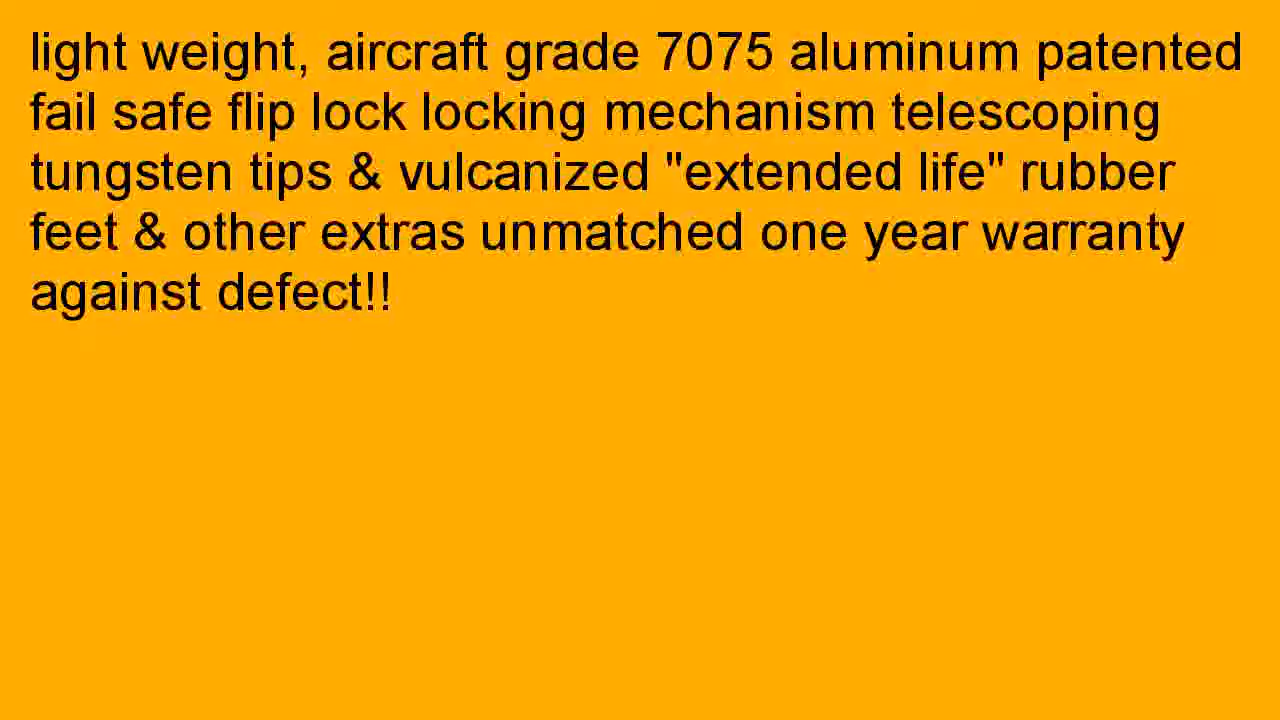 light weight, aircraft grade 7075 aluminum patented
fail safe flip lock locking mechanism telescoping
tungsten tips & vulcanized "extended life" rubber
feet & other extras unmatched one year warranty
against defect!!